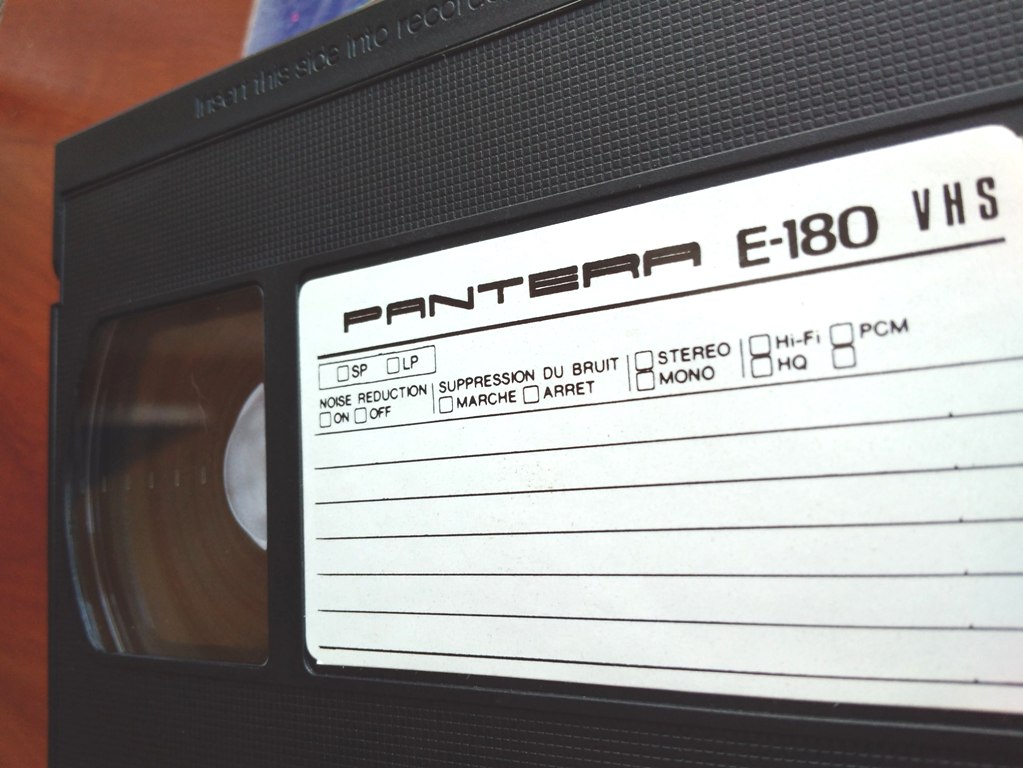 Insert this side into recorder
PANTERA E-180 VHS
SP LP
NOISE REDUCTION
ON OFF
SUPPRESSION DU BRUIT
MARCHE ARRET
STEREO
MONO
Hi-Fi
HQ
PCM